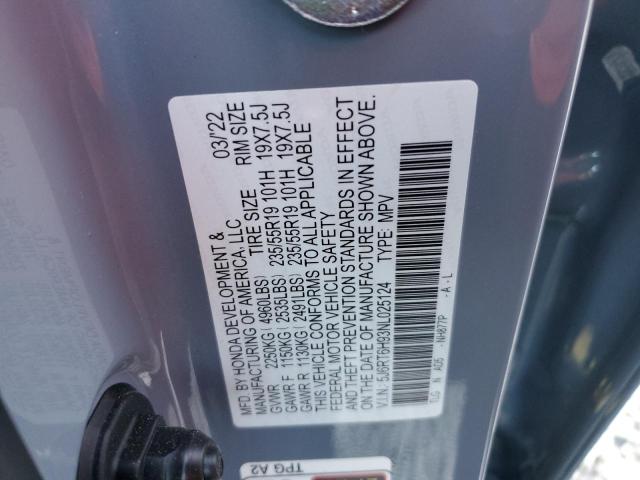 MFD. BY HONDA DEVELOPMENT & 03/'22
MANUFACTURING OF AMERICA, LLC
TIRE SIZE RIM SIZE
GVWR 2250KG( 4960LBS) 235/55R19 101H 19X7.5J
GAWR F 1150KG( 2535LBS) 235/55R19 101H 19X7.5J
GAWR R 1130KG( 2491LBS)
THIS VEHICLE CONFORMS TO ALL APPLICABLE
FEDERAL MOTOR VEHICLE SAFETY
AND THEFT PREVENTION STANDARDS IN EFFECT
ON THE DATE OF MANUFACTURE SHOWN ABOVE.
V.I.N: 5J6RT6H93NL025124 TYPE: MPV
N A05 -NH877P -A-L
TPG A2